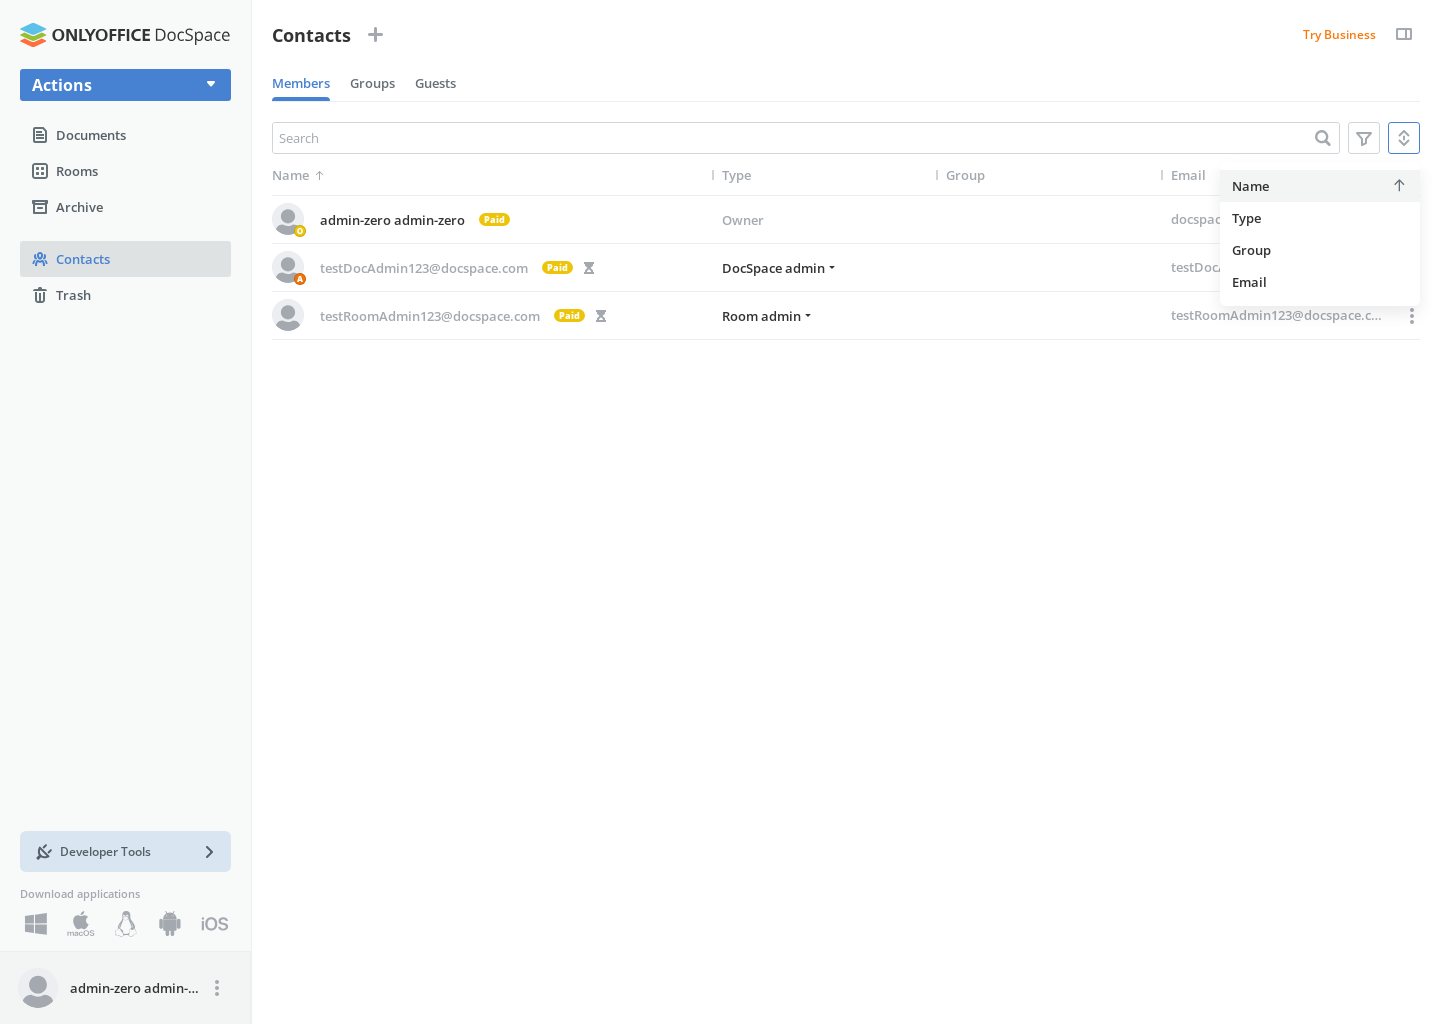 ONLYOFFICE DocSpace
Contacts
Try Business
Actions
Members
Groups
Guests
Documents
Rooms
Archive
Contacts
Trash
Search
Name
Type
Group
Email
admin-zero admin-zero
Paid
O
Owner
docspac
testDocAdmin123@docspace.com
Paid
A
DocSpace admin
testDocA
testRoomAdmin123@docspace.com
Paid
Room admin
testRoomAdmin123@docspace.c...
Name
Type
Group
Email
Developer Tools
Download applications
macOS
iOS
admin-zero admin-...